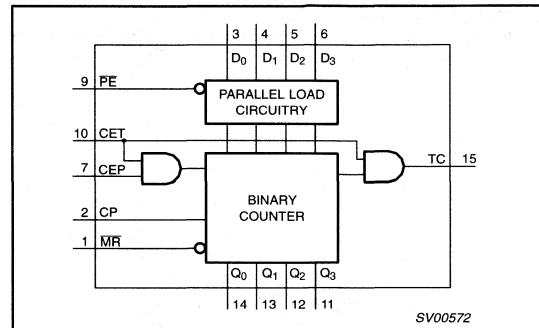 3 4 5 6
D0 D1 D2 D3
9 PE
PARALLEL LOAD
CIRCUITRY
10 CET
TC 15
7 CEP
BINARY
COUNTER
2 CP
1 MR
Q0 Q1 Q2 Q3
14 13 12 11
SV00572